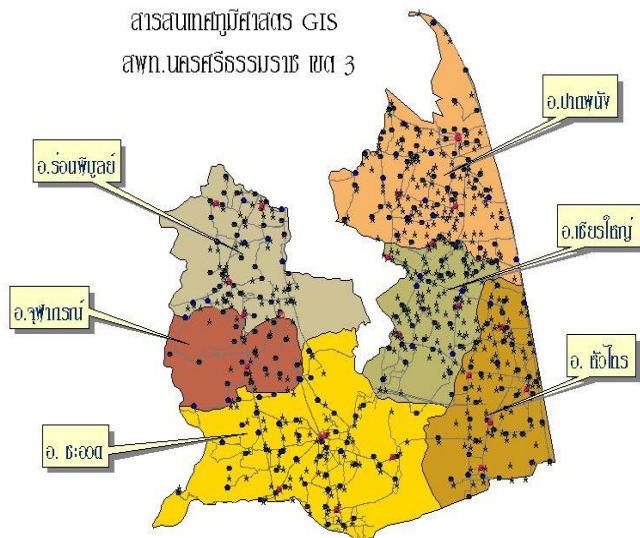 สารสนเทศภูมิศาสตร์ GIS
สพท.นครศรีธรรมราช เขต 3
อ.ปากพนัง
อ.ร่อนพิบูลย์
อ.เชียรใหญ่
อ.จุฬาภรณ์
อ. หัวไทร
อ. ชะอวด